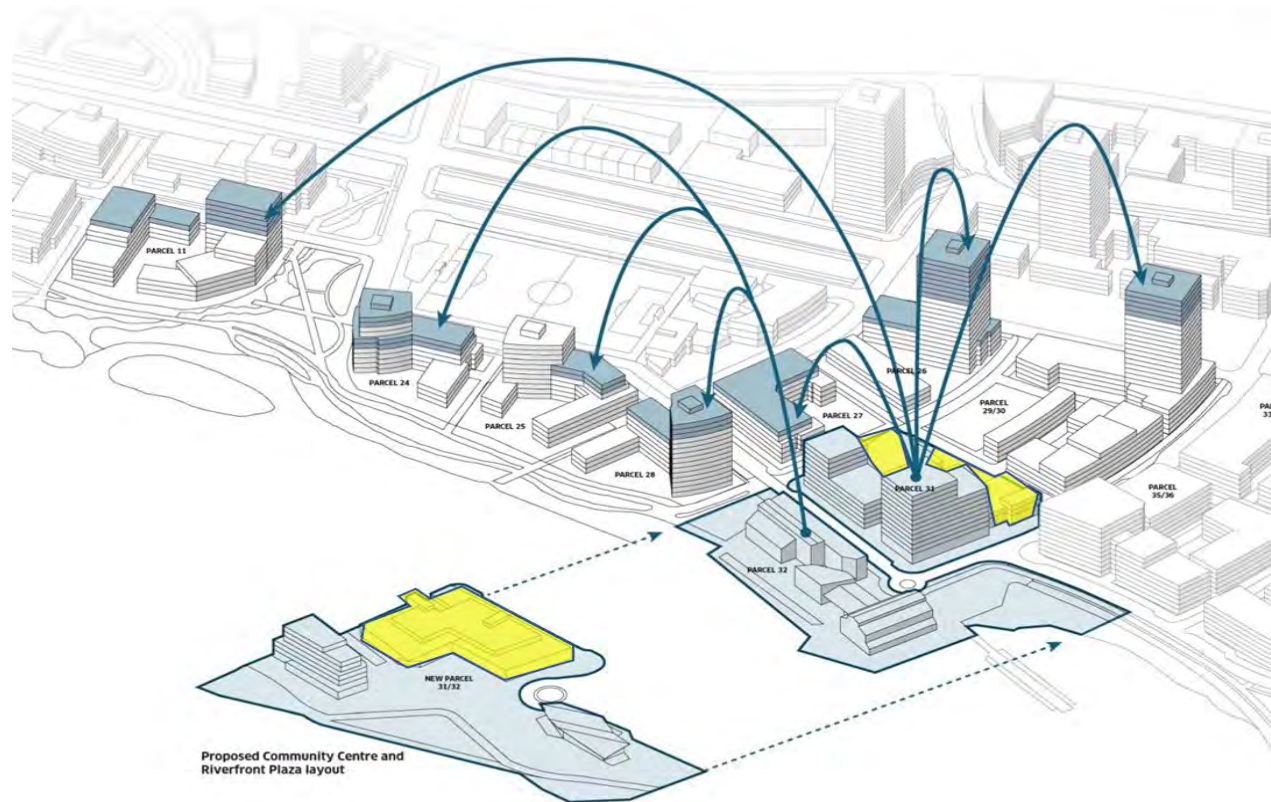 PARCEL 11
PARCEL 24
PARCEL 25
PARCEL 28
PARCEL 27
PARCEL 26
PARCEL
29/30
PARCEL 31
PARCEL
35/36
PARCEL 32
NEW PARCEL
31/32
Proposed Community Centre and
Riverfront Plaza layout